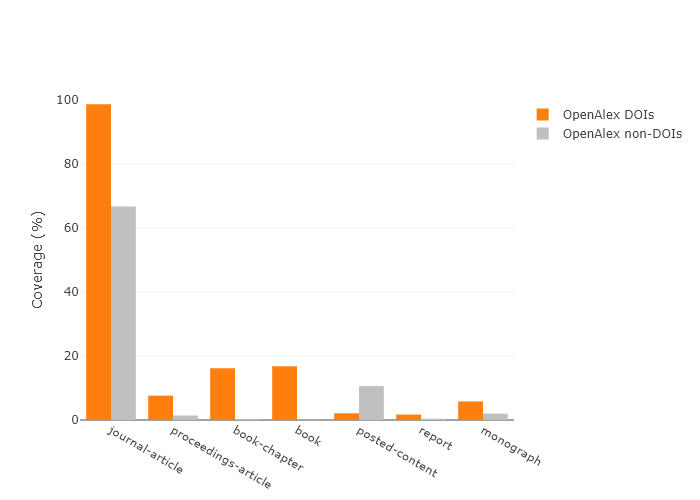 100
80
60
40
20
0
Coverage (%)
journal-article
proceedings-article
book-chapter
book
posted-content
report
monograph
OpenAlex DOIs
OpenAlex non-DOIs